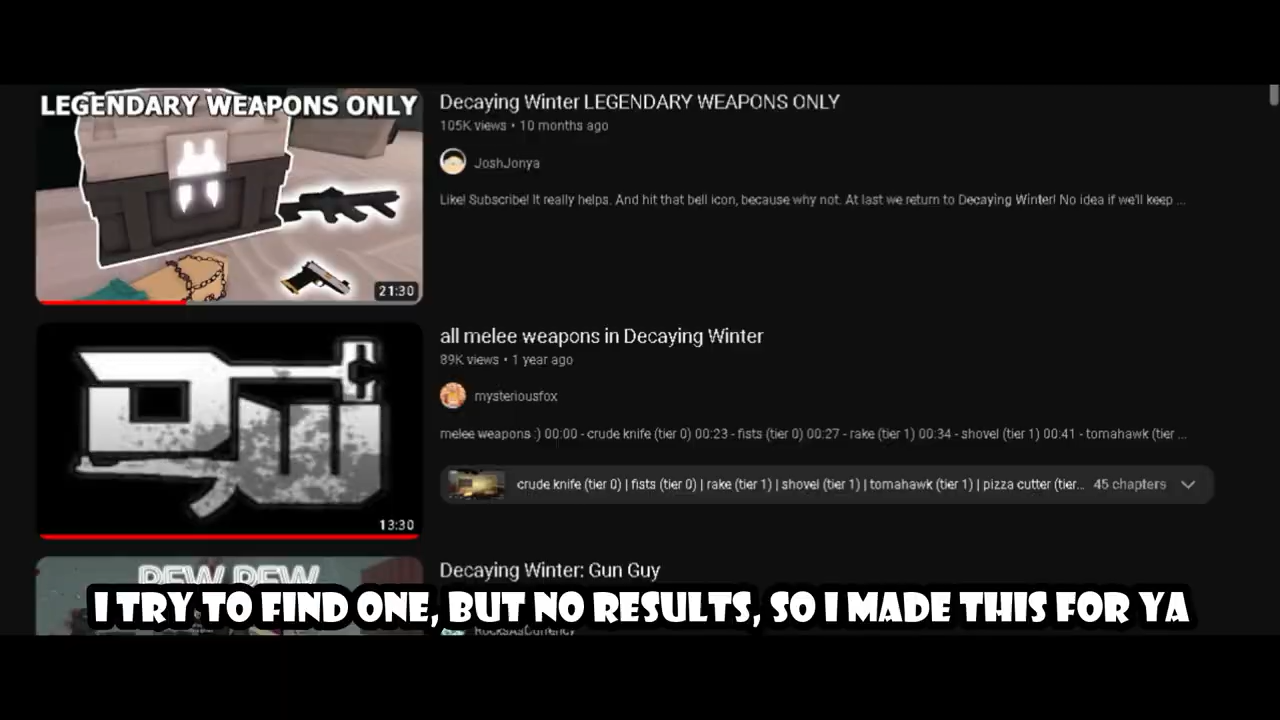 LEGENDARY WEAPONS ONLY
21:30
Decaying Winter LEGENDARY WEAPONS ONLY
105K views • 10 months ago
JoshJonya
Like! Subscribe! It really helps. And hit that bell icon, because why not. At last we return to Decaying Winter! No idea if we'll keep ...
13:30
all melee weapons in Decaying Winter
89K views • 1 year ago
mysteriousfox
melee weapons :) 00:00 - crude knife (tier 0) 00:23 - fists (tier 0) 00:27 - rake (tier 1) 00:34 - shovel (tier 1) 00:41 - tomahawk (tier ...
crude knife (tier 0) | fists (tier 0) | rake (tier 1) | shovel (tier 1) | tomahawk (tier 1) | pizza cutter (tier... 45 chapters
PEW PEW
Decaying Winter: Gun Guy
I TRY TO FIND ONE, BUT NO RESULTS, SO I MADE THIS FOR YA
RocksAsCurrency